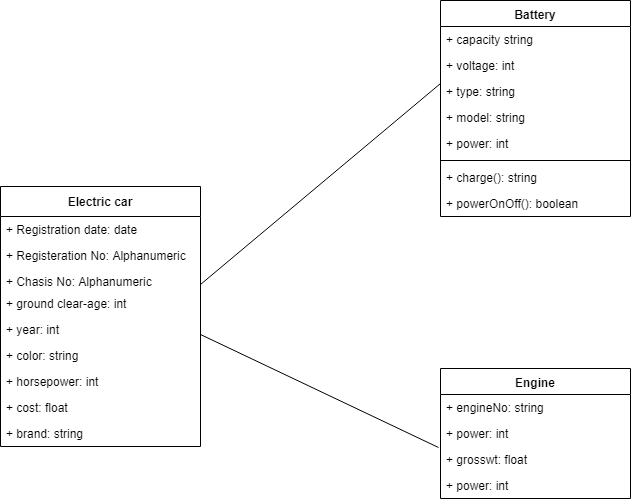 Battery
+ capacity string
+ voltage: int
+ type: string
+ model: string
+ power: int
+ charge(): string
+ powerOnOff(): boolean
Electric car
+ Registration date: date
+ Registeration No: Alphanumeric
+ Chasis No: Alphanumeric
+ ground clear-age: int
+ year: int
+ color: string
+ horsepower: int
+ cost: float
+ brand: string
Engine
+ engineNo: string
+ power: int
+ grosswt: float
+ power: int